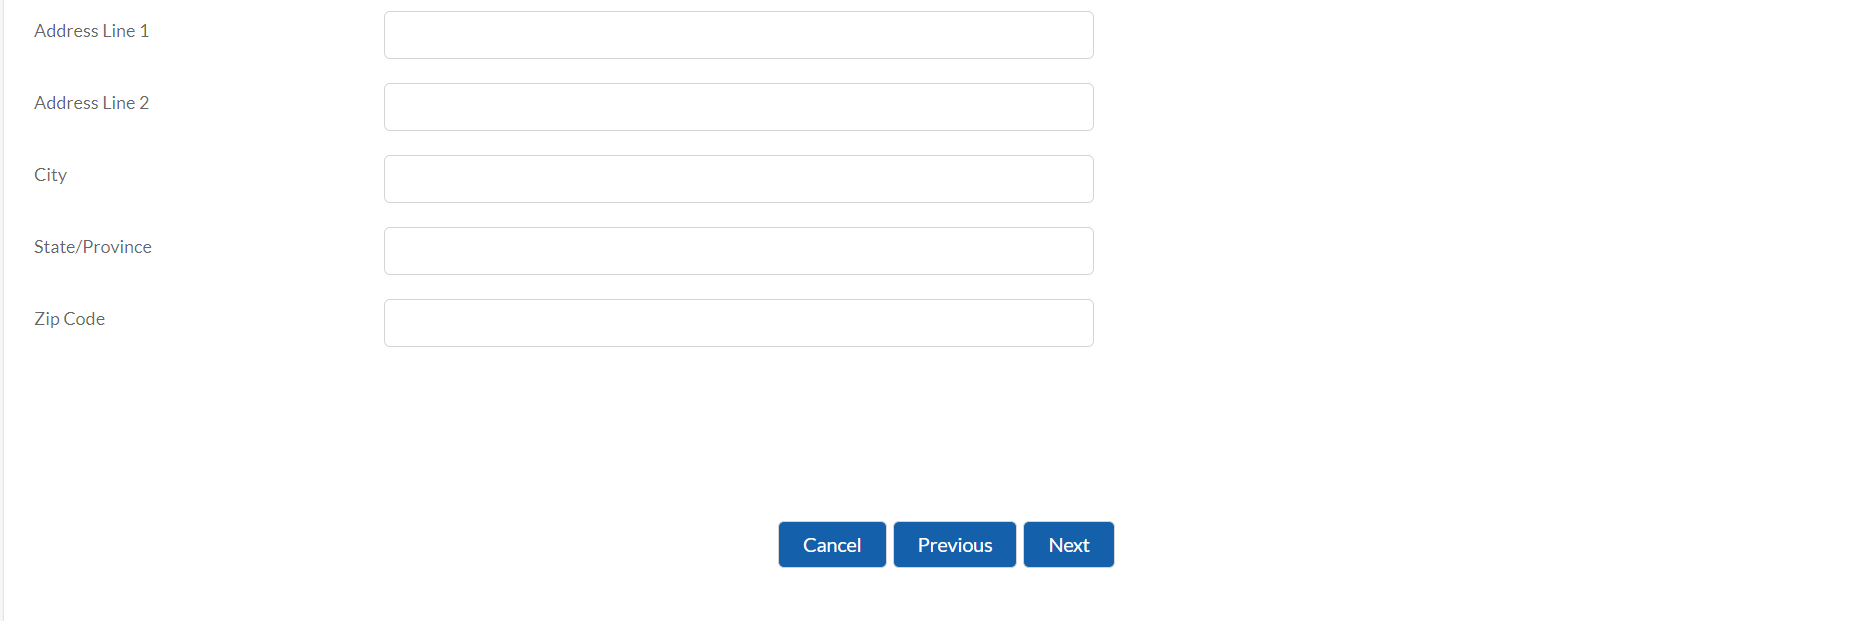 Address Line 1
Address Line 2
City
State/Province
Zip Code
Cancel Previous Next